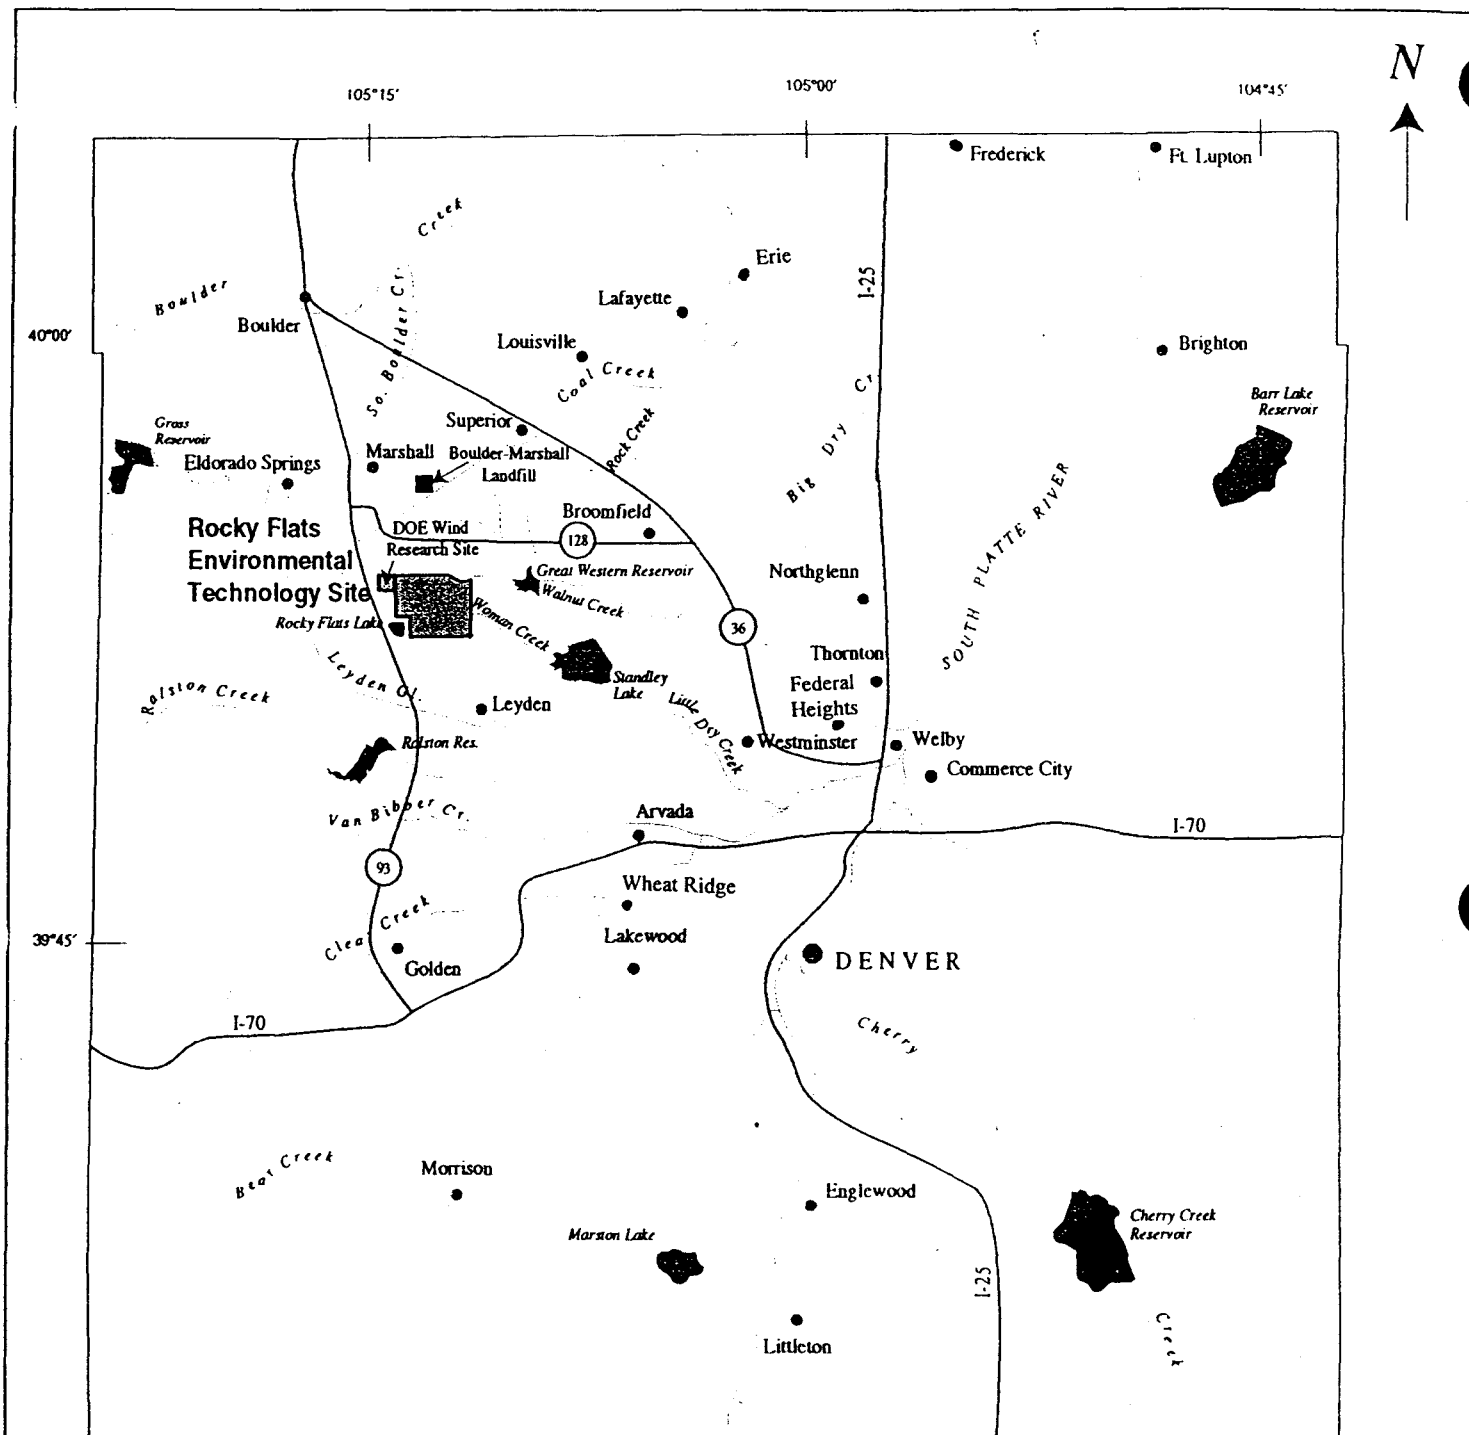 N
105°15'
105°00'
104°45'
Frederick
Ft. Lupton
Creek
Erie
Boulder
So. Boulder Cr.
Lafayette
I-25
Boulder
40°00'
Louisville
Brighton
Coal Creek
Cr.
Barr Lake
Reservoir
Gross
Reservoir
Superior
Rock Creek
Big Dry
Marshall
Boulder-Marshall
Landfill
Eldorado Springs
SOUTH PLATTE RIVER
Broomfield
Rocky Flats
Environmental
Technology Site
DOE Wind
Research Site
128
Great Western Reservoir
Walnut Creek
Northglenn
Woman Creek
Rocky Flats Lake
36
Thornton
Leyden Gl.
Standley
Lake
Federal
Heights
Ralston Creek
Little Dry Creek
Leyden
Ralston Res.
Westminster
Welby
Commerce City
Van Bibber Cr.
Arvada
I-70
93
Wheat Ridge
Clear Creek
Lakewood
39°45'
Golden
DENVER
I-70
Cherry
Bear Creek
Morrison
Englewood
Marston Lake
Cherry Creek
Reservoir
I-25
Creek
Littleton